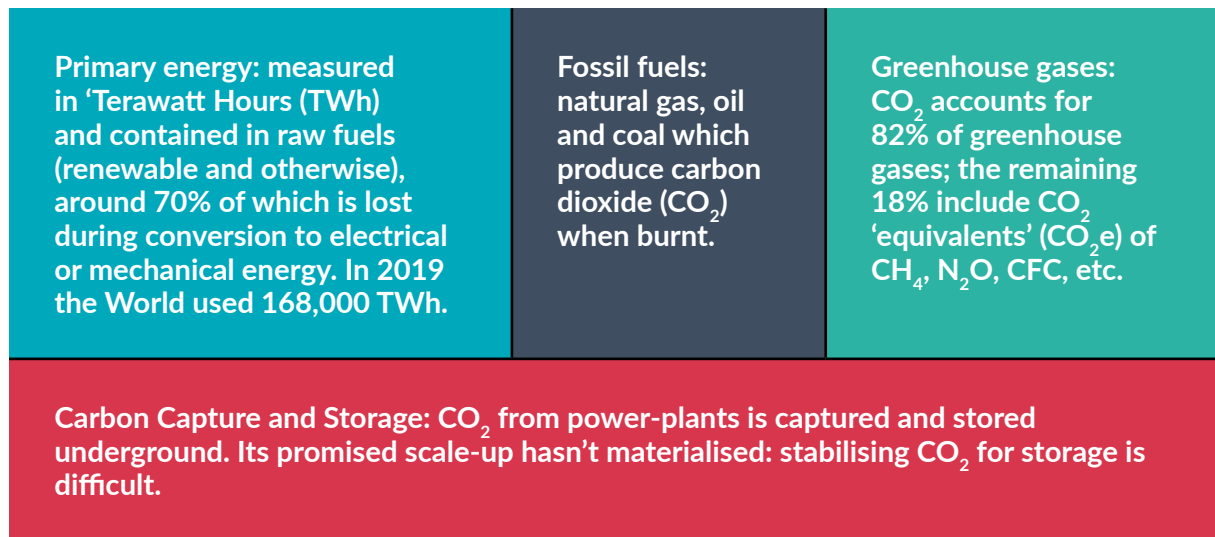 Primary energy: measured
in ‘Terawatt Hours (TWh)
and contained in raw fuels
(renewable and otherwise),
around 70% of which is lost
during conversion to electrical
or mechanical energy. In 2019
the World used 168,000 TWh.
Fossil fuels:
natural gas, oil
and coal which
produce carbon
dioxide (CO₂)
when burnt.
Greenhouse gases:
CO₂ accounts for
82% of greenhouse
gases; the remaining
18% include CO₂
‘equivalents’ (CO₂e) of
CH₄, N₂O, CFC, etc.
Carbon Capture and Storage: CO₂ from power-plants is captured and stored
underground. Its promised scale-up hasn’t materialised: stabilising CO₂ for storage is
difficult.